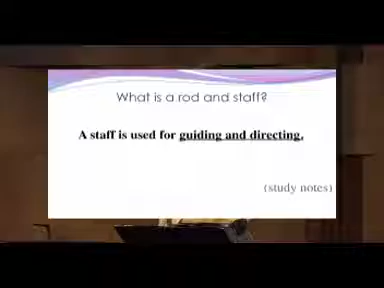 What is a rod and staff?
A staff is used for guiding and directing.
(study notes)